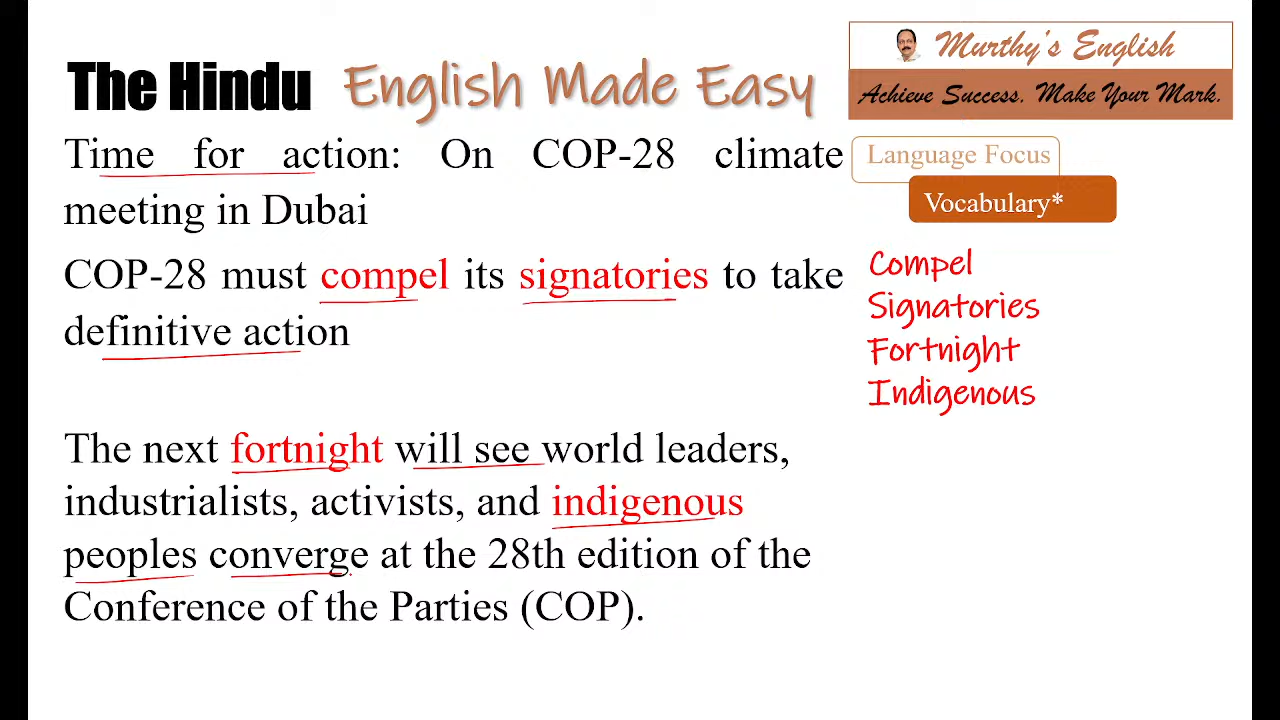 Murthy's English
Achieve Success. Make Your Mark.
The Hindu English Made Easy
Time for action: On COP-28 climate
meeting in Dubai
COP-28 must compel its signatories to take
definitive action
The next fortnight will see world leaders,
industrialists, activists, and indigenous
peoples converge at the 28th edition of the
Conference of the Parties (COP).
Language Focus
Vocabulary*
Compel
Signatories
Fortnight
Indigenous